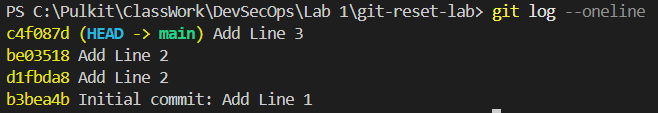 PS C:\Pulkit\ClassWork\DevSecOps\Lab 1\git-reset-lab> git log --oneline
c4f087d (HEAD -> main) Add Line 3
be03518 Add Line 2
d1fbda8 Add Line 2
b3bea4b Initial commit: Add Line 1